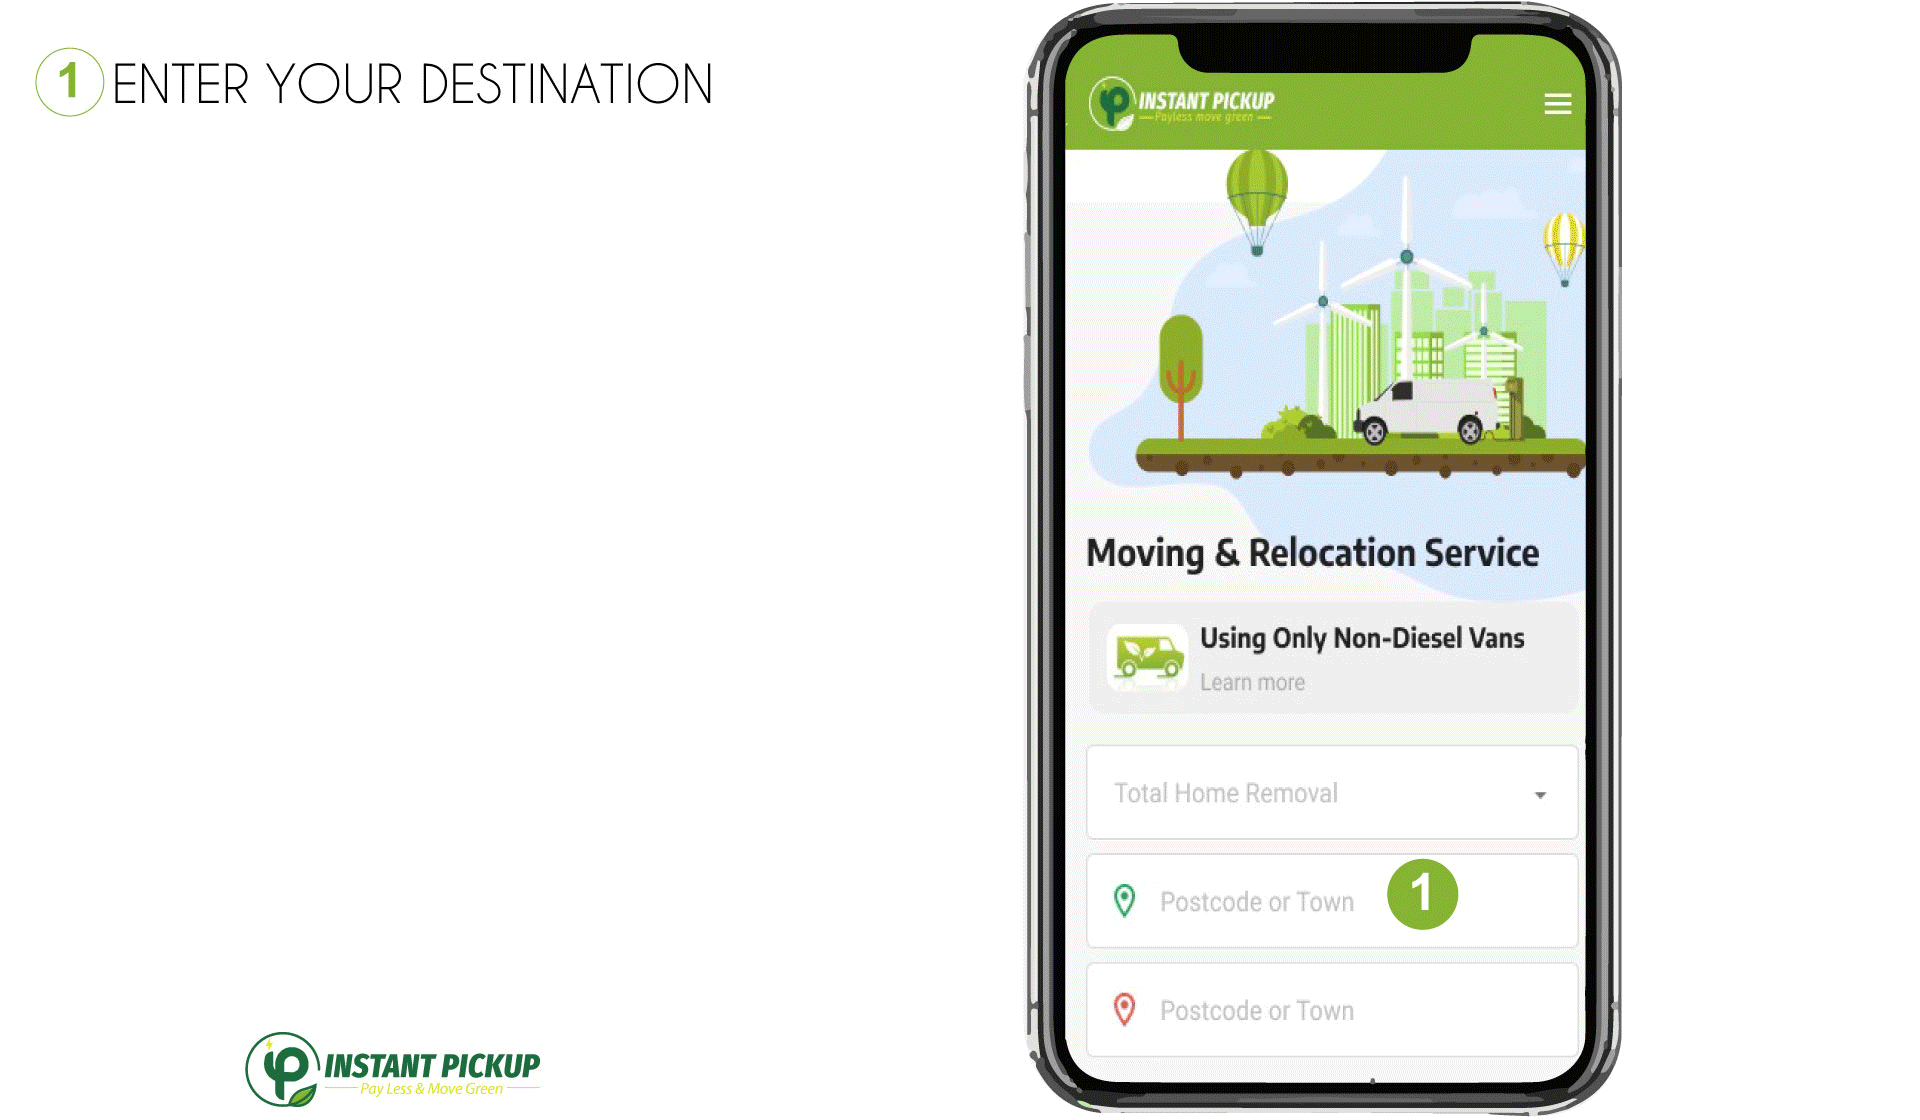 1 ENTER YOUR DESTINATION
INSTANT PICKUP
Payless move green
Moving & Relocation Service
Using Only Non-Diesel Vans
Learn more
Total Home Removal
Postcode or Town 1
Postcode or Town
INSTANT PICKUP
Pay Less & Move Green